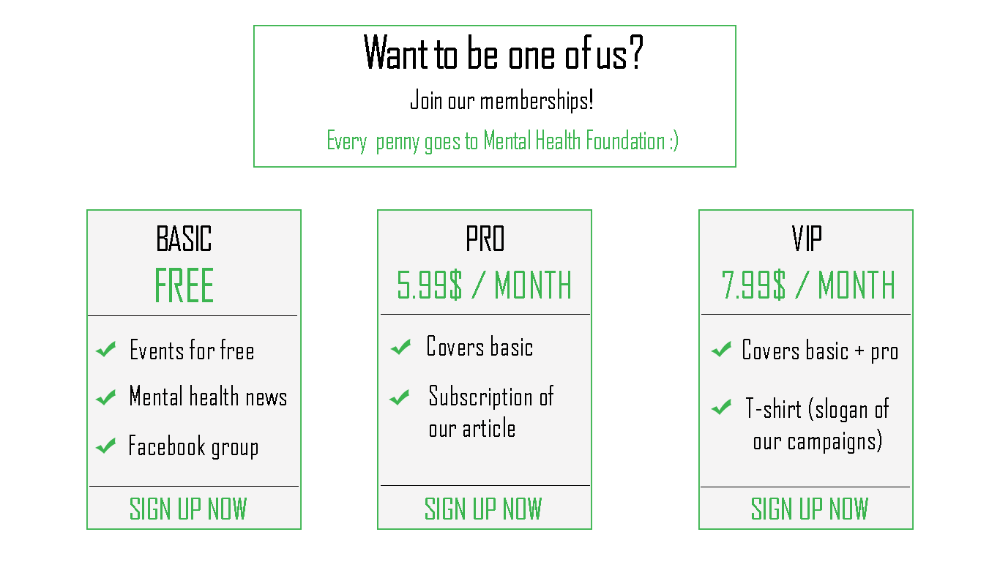 Want to be one of us?
Join our memberships!
Every penny goes to Mental Health Foundation :)
BASIC
FREE
Events for free
Mental health news
Facebook group
SIGN UP NOW
PRO
5.99$ / MONTH
Covers basic
Subscription of
our article
SIGN UP NOW
VIP
7.99$ / MONTH
Covers basic + pro
T-shirt (slogan of
our campaigns)
SIGN UP NOW